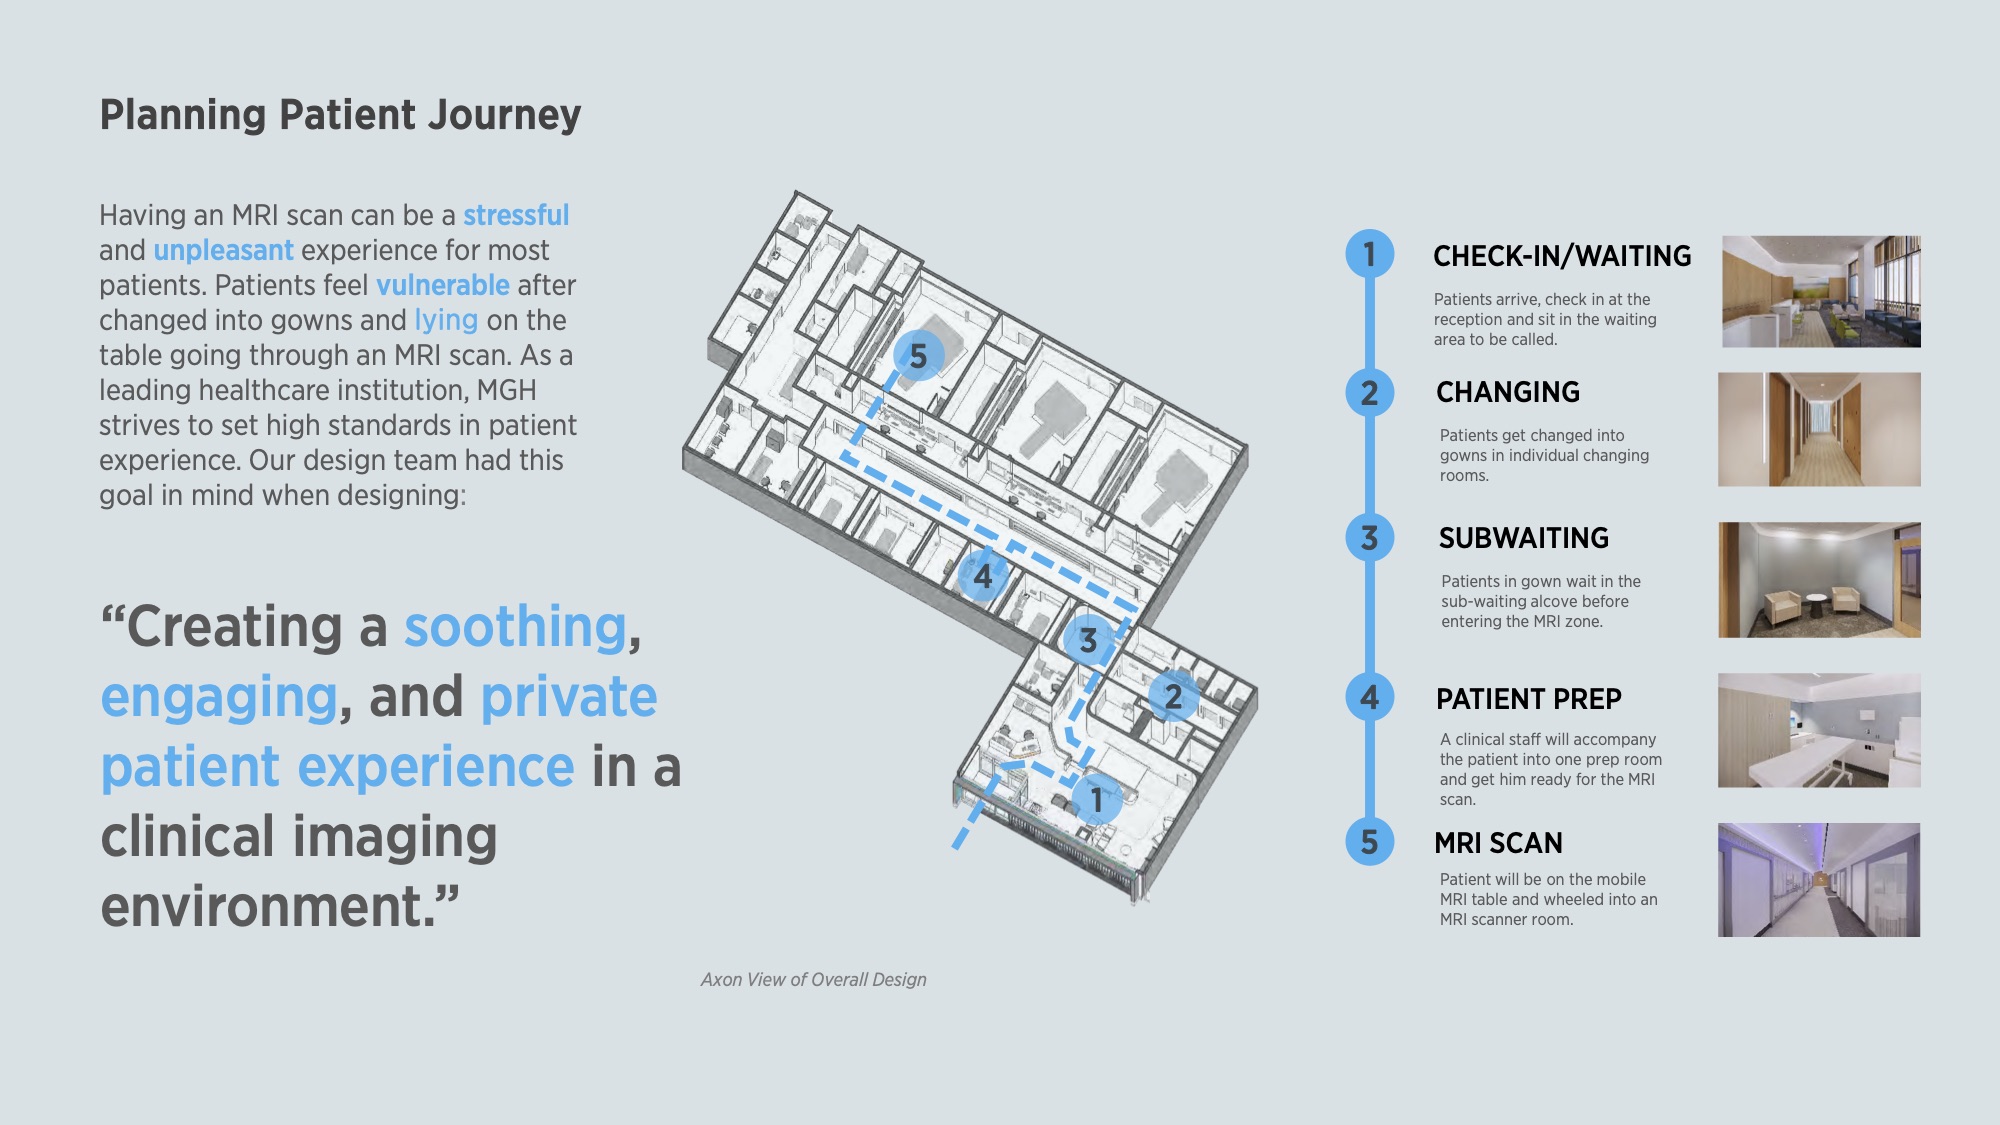 Planning Patient Journey
Having an MRI scan can be a stressful
and unpleasant experience for most
patients. Patients feel vulnerable after
changed into gowns and lying on the
table going through an MRI scan. As a
leading healthcare institution, MGH
strives to set high standards in patient
experience. Our design team had this
goal in mind when designing:
“Creating a soothing,
engaging, and private
patient experience in a
clinical imaging
environment.”
5
4
3
2
1
Axon View of Overall Design
1
CHECK-IN/WAITING
Patients arrive, check in at the
reception and sit in the waiting
area to be called.
2
CHANGING
Patients get changed into
gowns in individual changing
rooms.
3
SUBWAITING
Patients in gown wait in the
sub-waiting alcove before
entering the MRI zone.
4
PATIENT PREP
A clinical staff will accompany
the patient into one prep room
and get him ready for the MRI
scan.
5
MRI SCAN
Patient will be on the mobile
MRI table and wheeled into an
MRI scanner room.